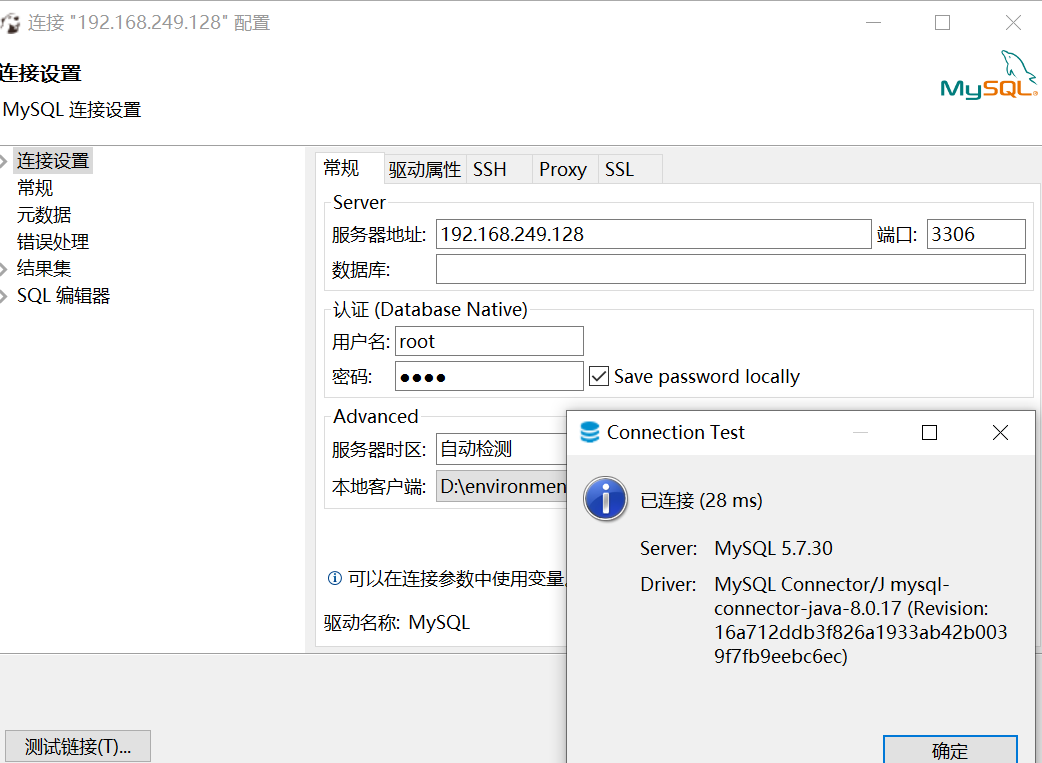 连接 "192.168.249.128" 配置
连接设置
MySQL 连接设置
MySQL
连接设置
常规
元数据
错误处理
结果集
SQL 编辑器
常规 驱动属性 SSH Proxy SSL
Server
服务器地址: 192.168.249.128 端口: 3306
数据库:
认证 (Database Native)
用户名: root
密码: ●●●● Save password locally
Advanced
服务器时区: 自动检测
本地客户端: D:\environmen
可以在连接参数中使用变量.
驱动名称: MySQL
测试链接(T)...
Connection Test
已连接 (28 ms)
Server: MySQL 5.7.30
Driver: MySQL Connector/J mysql-
connector-java-8.0.17 (Revision:
16a712ddb3f826a1933ab42b003
9f7fb9eebc6ec)
确定